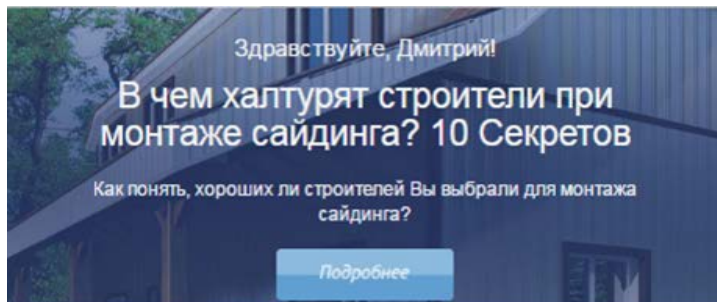 Здравствуйте, Дмитрий!
В чем халтурят строители при
монтаже сайдинга? 10 Секретов
Как понять, хороших ли строителей Вы выбрали для монтажа
сайдинга?
Подробнее